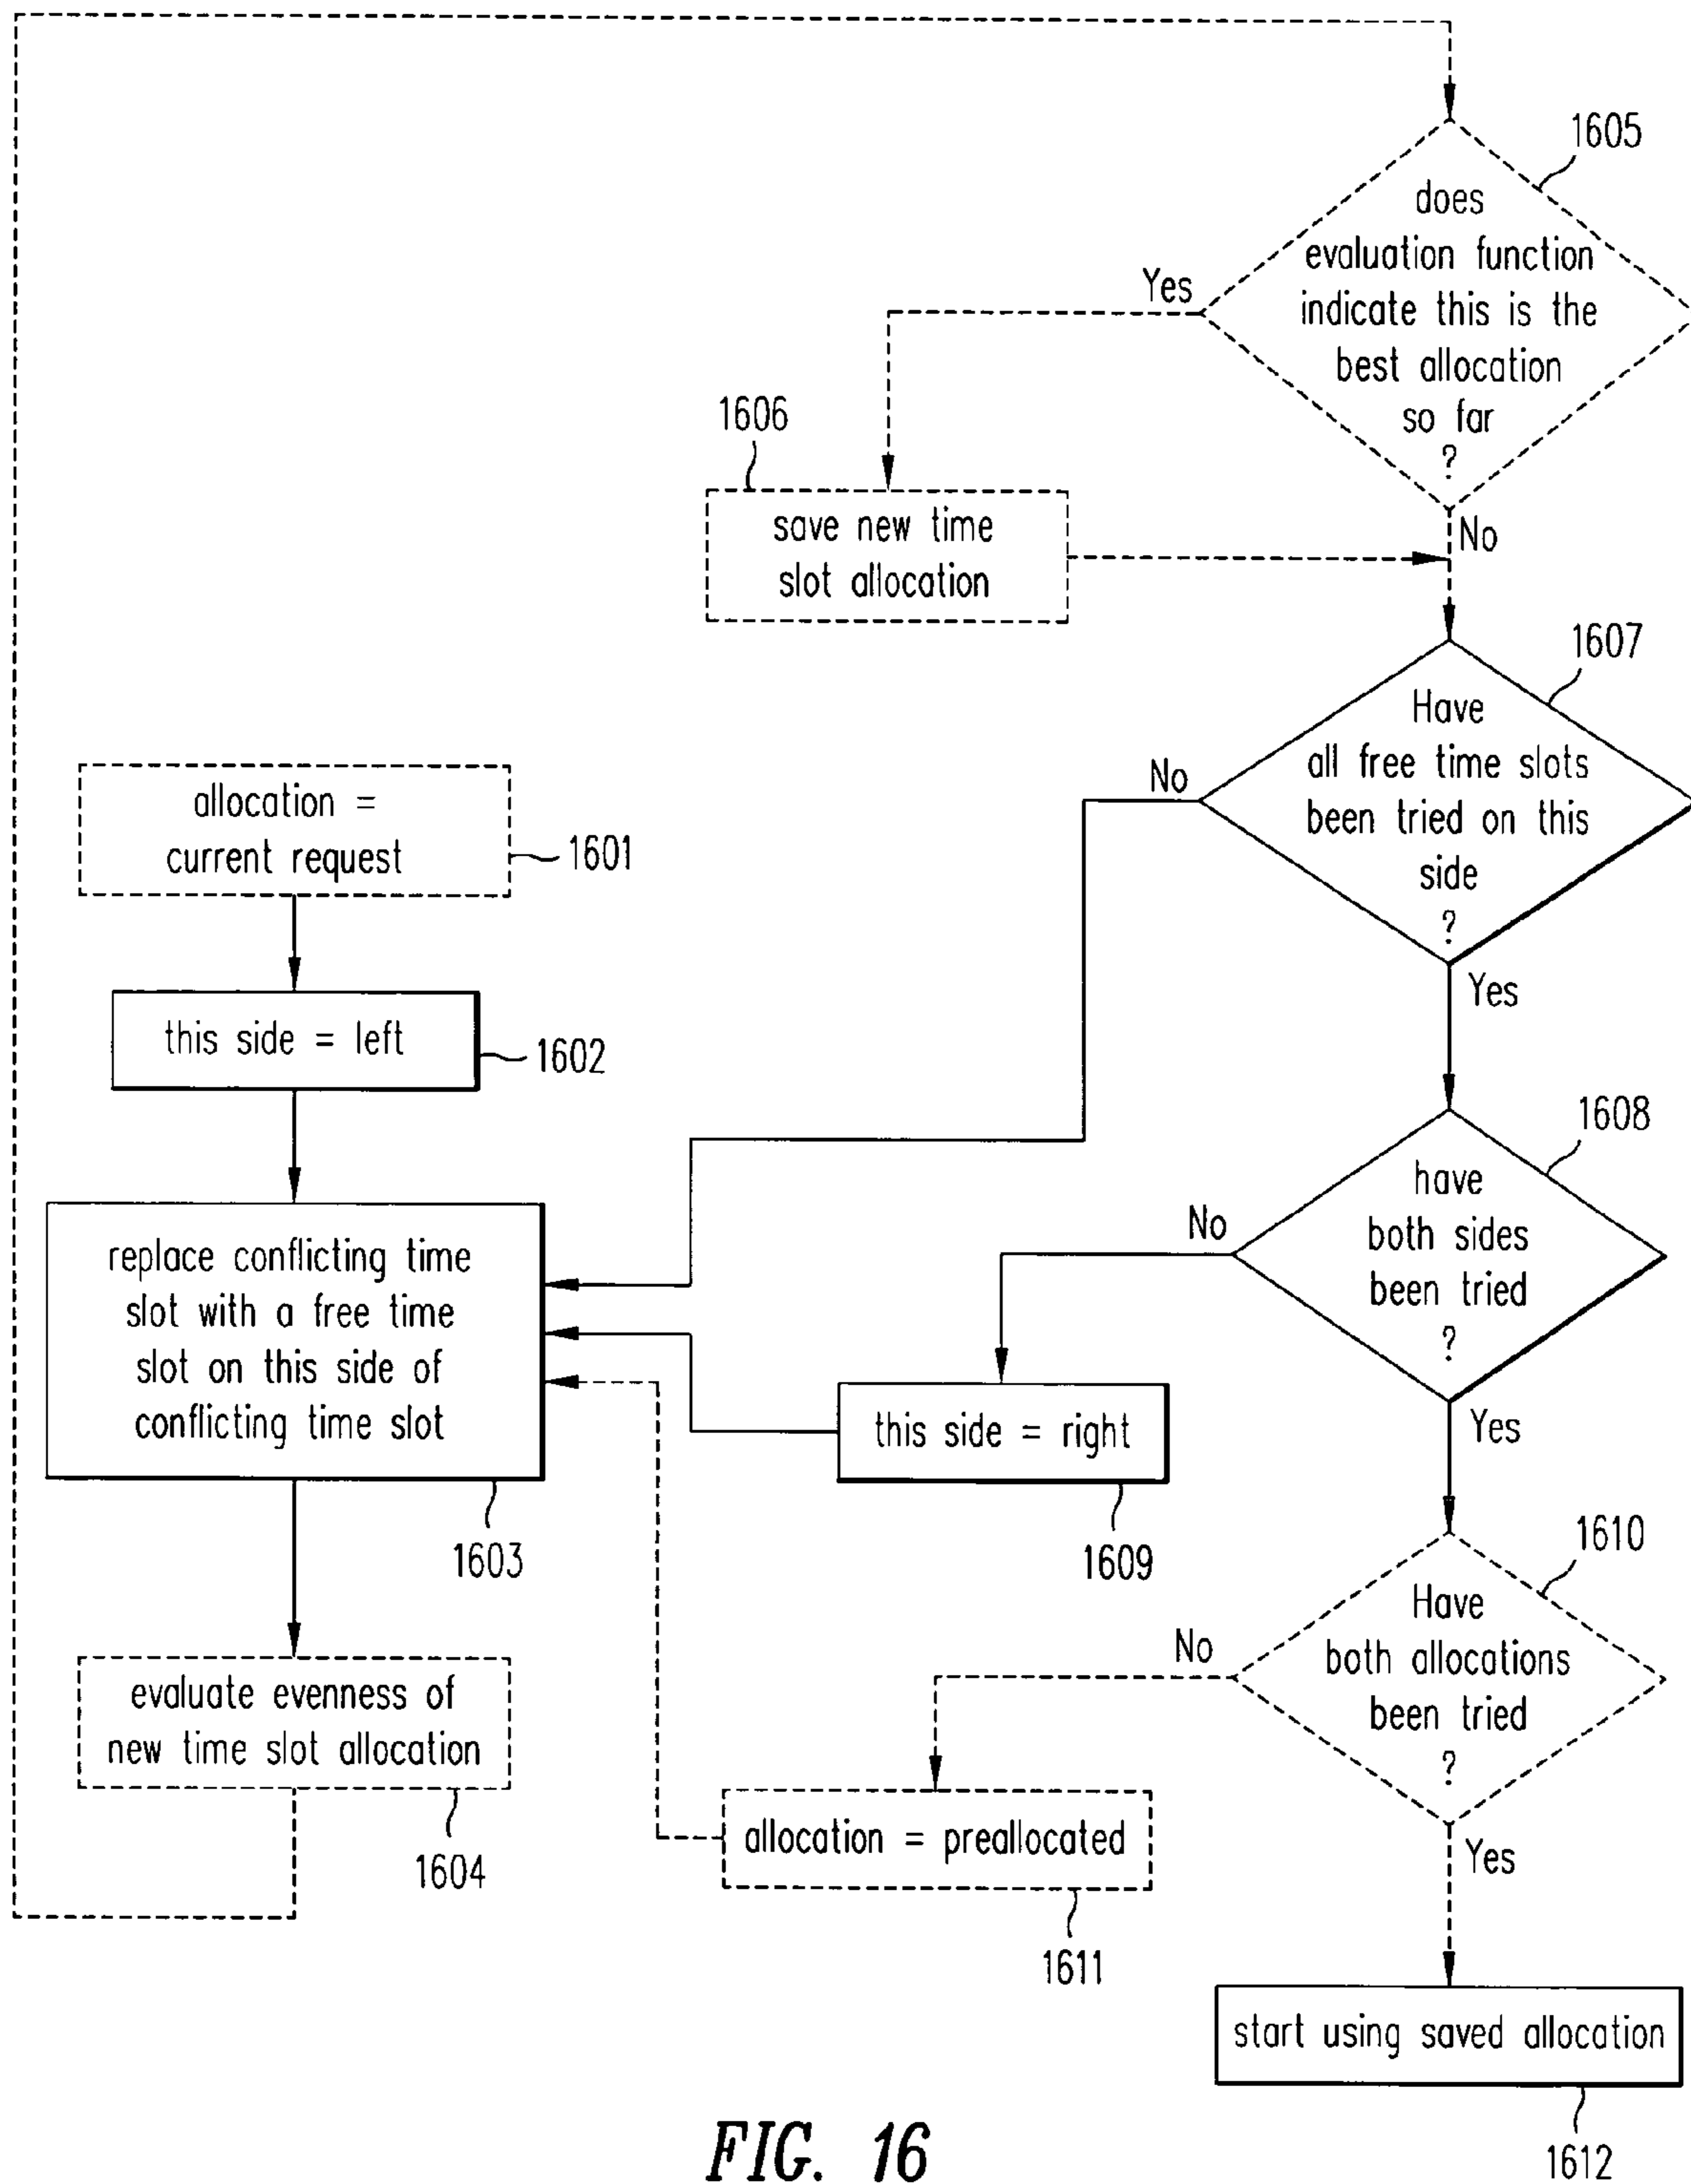 1605
does
evaluation function
indicate this is the
best allocation
so far
?
Yes
No
1606
save new time
slot allocation
1607
Have
all free time slots
been tried on this
side
?
No
Yes
allocation =
current request
1601
this side = left
1602
1608
have
both sides
been tried
?
No
Yes
replace conflicting time
slot with a free time
slot on this side of
conflicting time slot
1603
this side = right
1609
1610
Have
both allocations
been tried
?
No
Yes
evaluate evenness of
new time slot allocation
1604
allocation = preallocated
1611
start using saved allocation
1612
FIG. 16